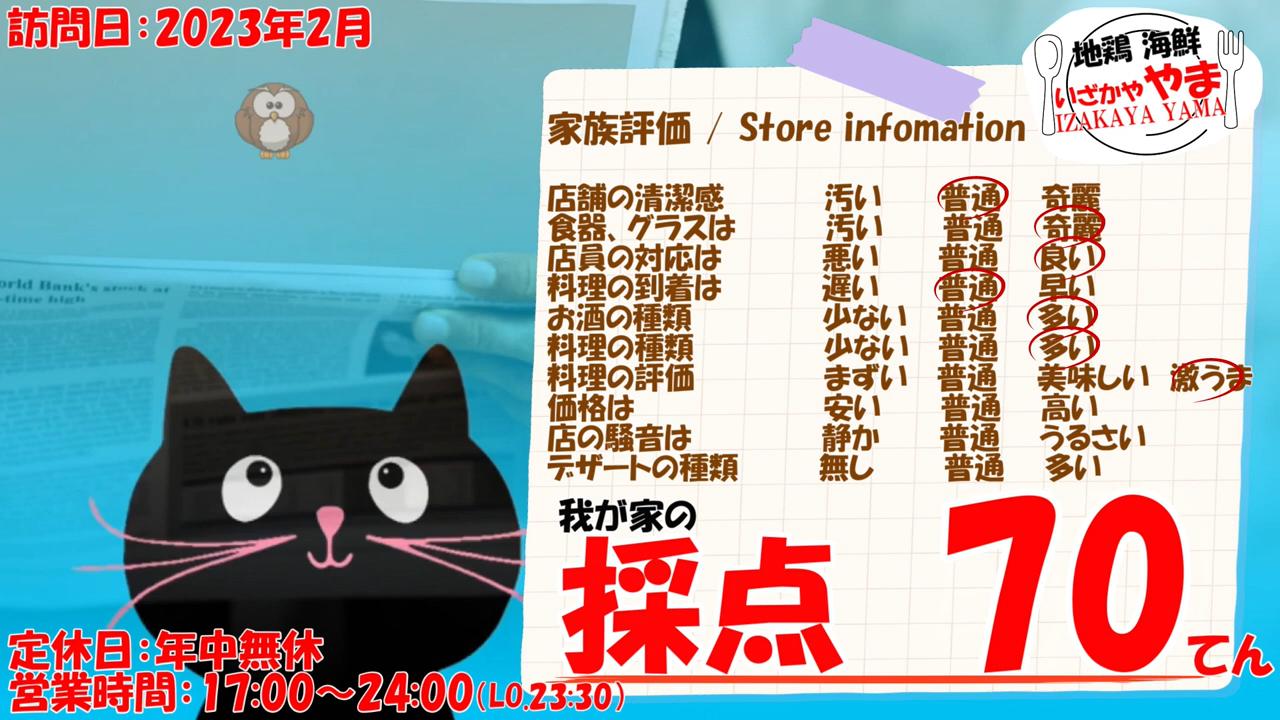 訪問日：2023年2月
地鶏 海鮮
いざかや やま
IZAKAYA YAMA
家族評価 / Store infomation
店舗の清潔感 汚い 普通 奇麗
食器、グラスは 汚い 普通 奇麗
店員の対応は 悪い 普通 良い
料理の到着は 遅い 普通 早い
お酒の種類 少ない 普通 多い
料理の種類 少ない 普通 多い
料理の評価 まずい 普通 美味しい 激うま
価格は 安い 普通 高い
店の騒音は 静か 普通 うるさい
デザートの種類 無し 普通 多い
我が家の
採点 70 てん
orld Bank's stock at
-time high
定休日：年中無休
営業時間：17:00〜24:00(LO.23:30)